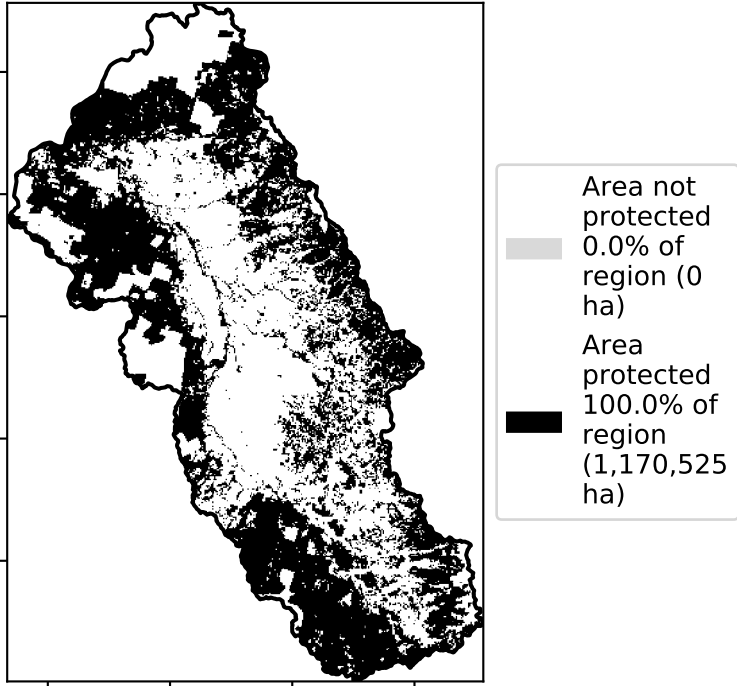 Area not
protected
0.0% of
region (0
ha)
Area
protected
100.0% of
region
(1,170,525
ha)